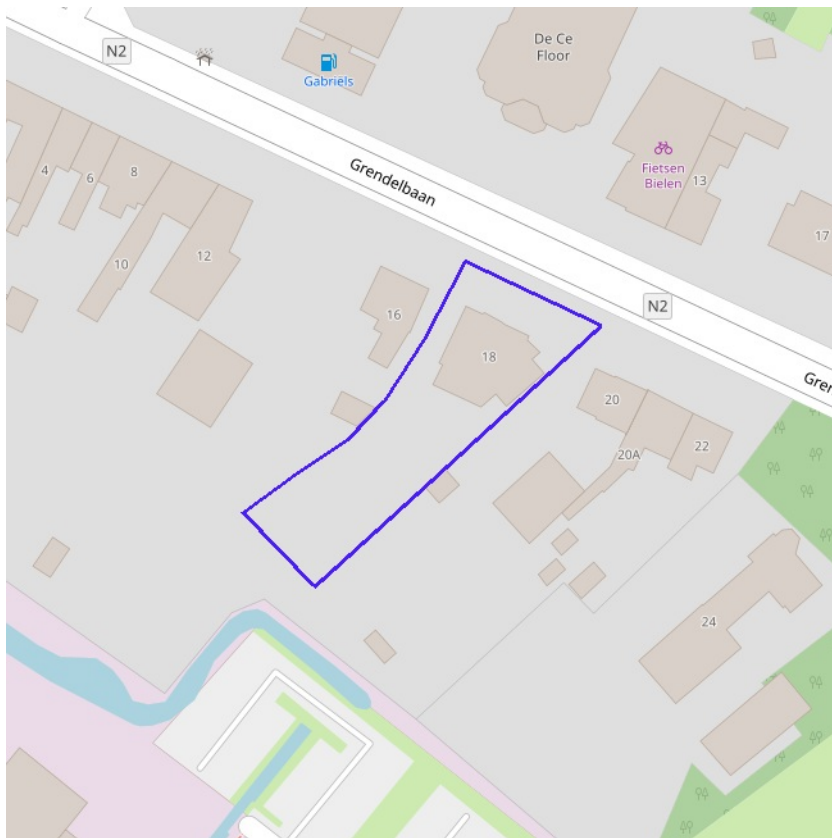 N2
Gabriëls
De Ce
Floor
Grendelbaan
Fietsen
Bielen
13
17
4
6
8
10
12
16
18
N2
Gren
20
20A
22
24